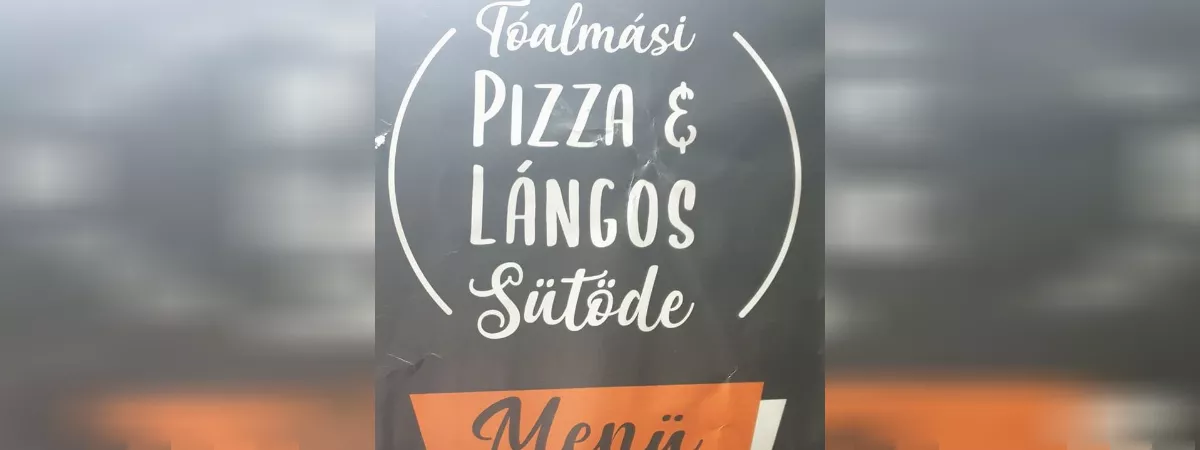 Tóalmási
PIZZA &
LÁNGOS
Sütöde
Menü